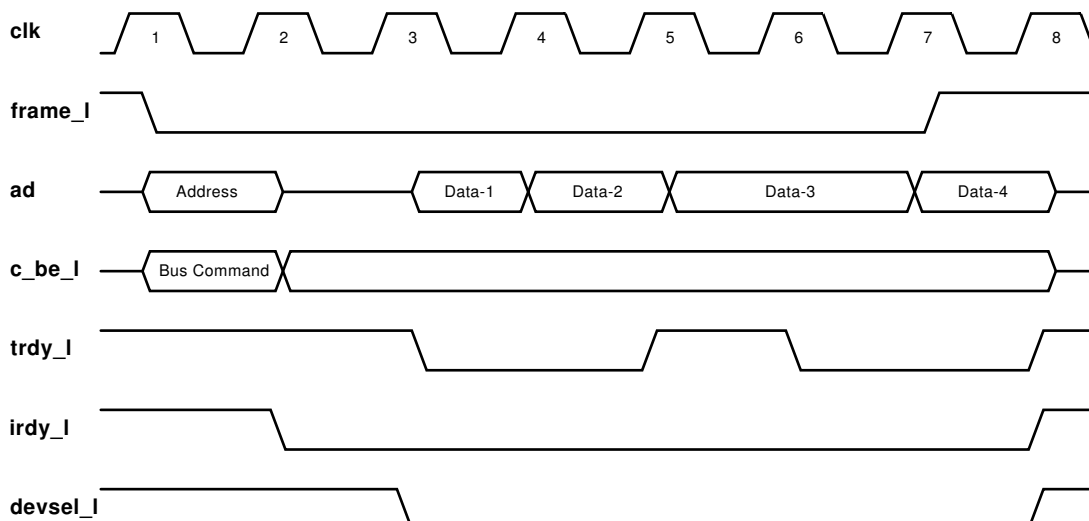 clk 1 2 3 4 5 6 7 8
frame_l
ad Address Data-1 Data-2 Data-3 Data-4
c_be_l Bus Command
trdy_l
irdy_l
devsel_l